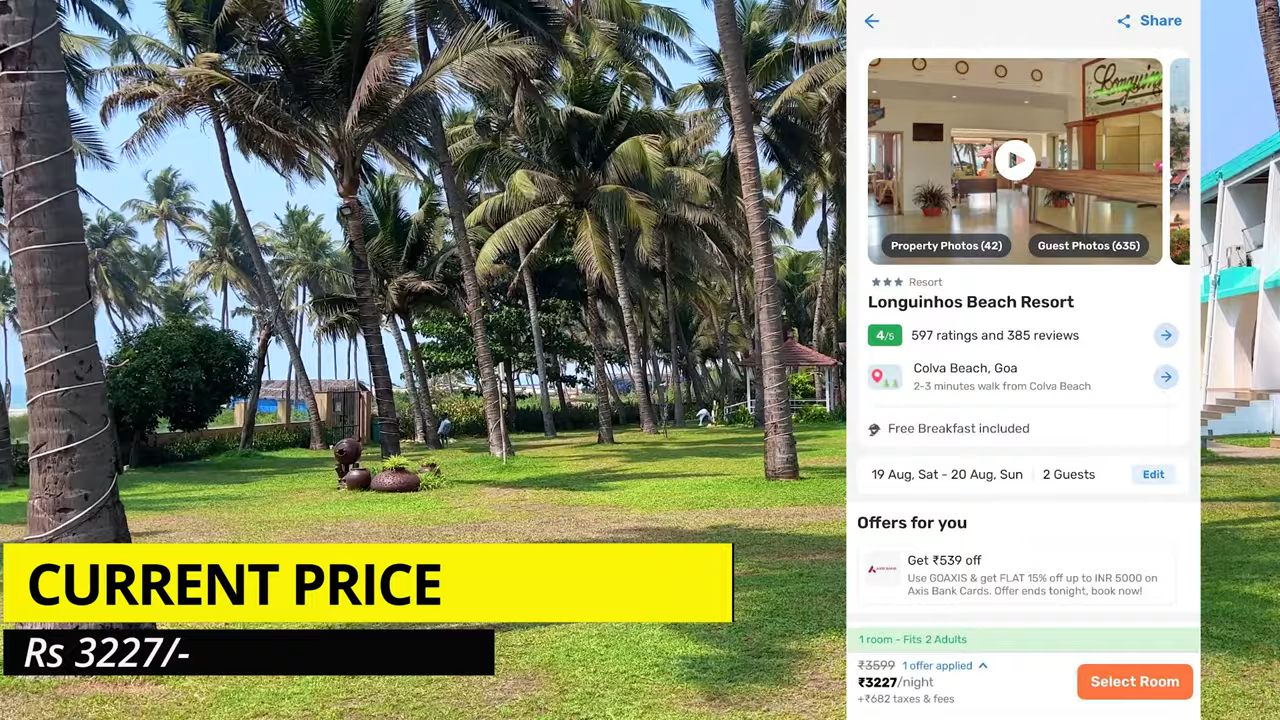 CURRENT PRICE
Rs 3227/-
Share
Longuin
Property Photos (42)
Guest Photos (635)
Resort
Longuinhos Beach Resort
4/5 597 ratings and 385 reviews
Colva Beach, Goa
2-3 minutes walk from Colva Beach
Free Breakfast included
19 Aug, Sat - 20 Aug, Sun 2 Guests Edit
Offers for you
AXIS BANK
Get ₹539 off
Use GOAXIS & get FLAT 15% off up to INR 5000 on
Axis Bank Cards. Offer ends tonight, book now!
1 room - Fits 2 Adults
₹3599 1 offer applied
₹3227/night
+₹682 taxes & fees
Select Room